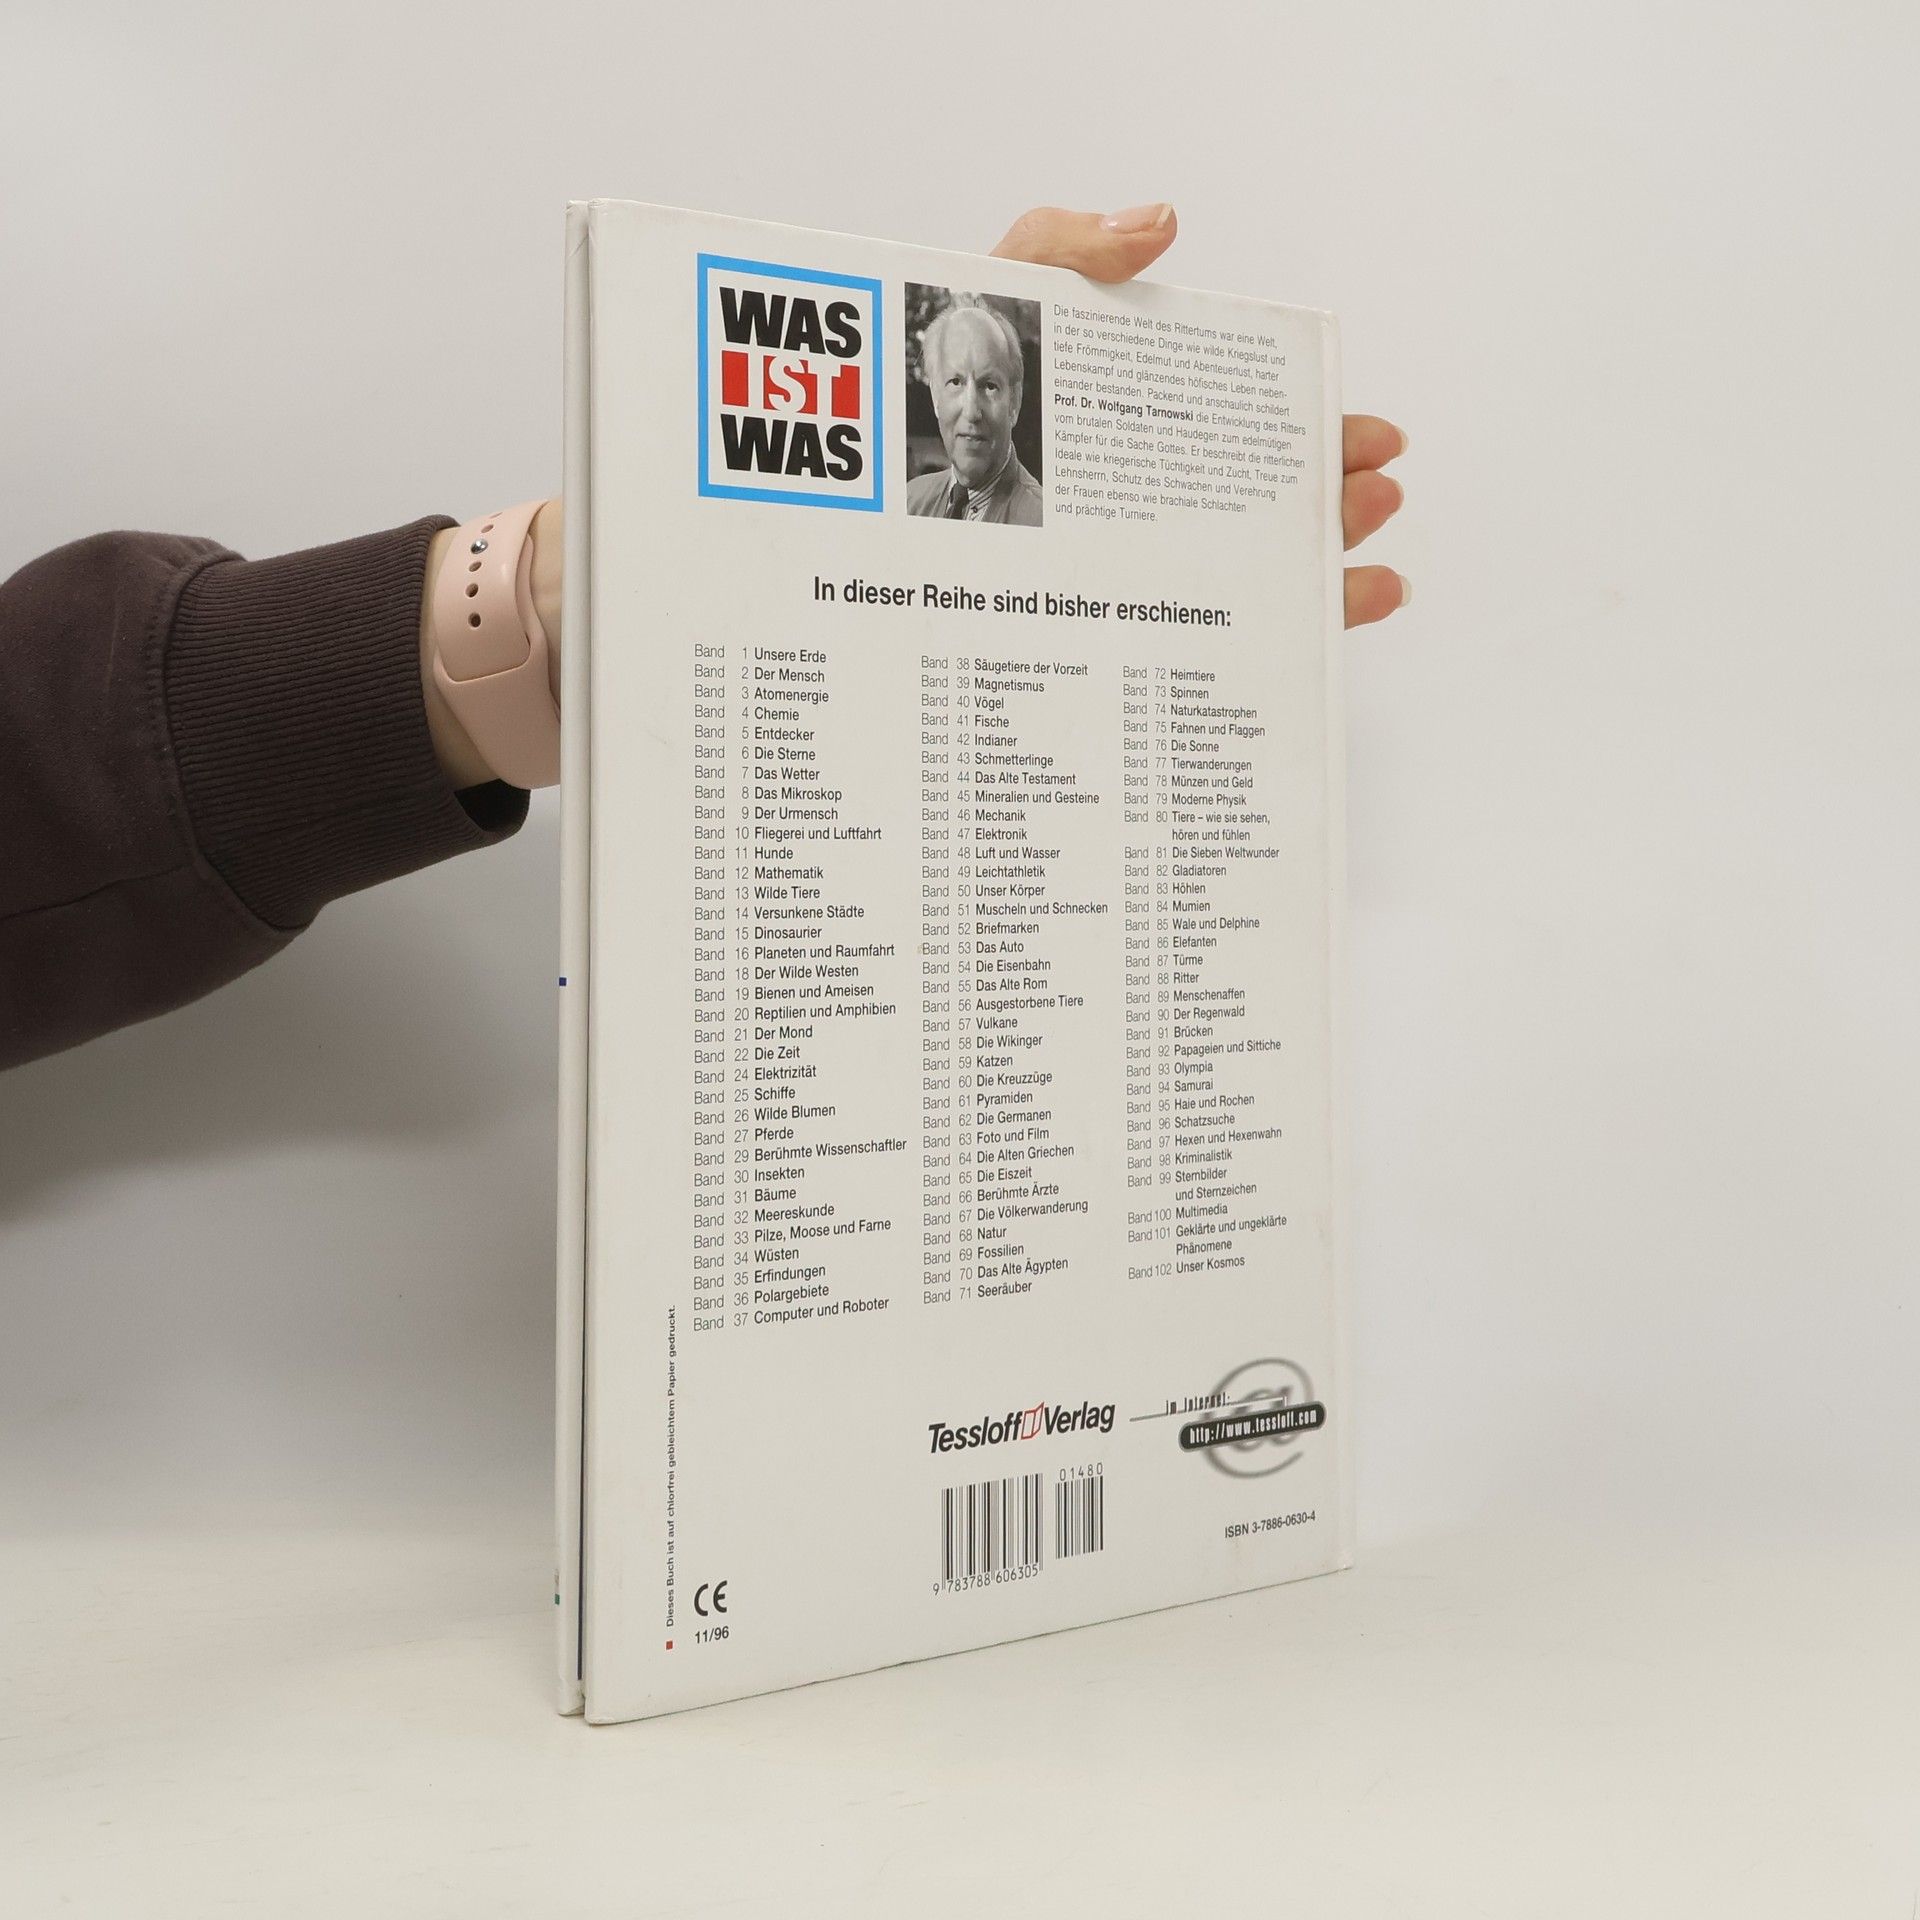 WAS
IST
WAS
Die faszinierende Welt des Rittertums war eine Welt,
in der so verschiedene Dinge wie wilde Kriegslust und
tiefe Frömmigkeit, Edelmut und Abenteuerlust, harter
Lebenskampf und glänzendes höfisches Leben neben-
einander bestanden. Packend und anschaulich schildert
Prof. Dr. Wolfgang Tarnowski die Entwicklung des Ritters
vom brutalen Soldaten und Haudegen zum edelmütigen
Kämpfer für die Sache Gottes. Er beschreibt die ritterlichen
Ideale wie kriegerische Tüchtigkeit und Zucht, Treue zum
Lehnsherrn, Schutz des Schwachen und Verehrung
der Frauen ebenso wie brachiale Schlachten
und prächtige Turniere.
In dieser Reihe sind bisher erschienen:
Band 1 Unsere Erde
Band 2 Der Mensch
Band 3 Atomenergie
Band 4 Chemie
Band 5 Entdecker
Band 6 Die Sterne
Band 7 Das Wetter
Band 8 Das Mikroskop
Band 9 Der Urmensch
Band 10 Fliegerei und Luftfahrt
Band 11 Hunde
Band 12 Mathematik
Band 13 Wilde Tiere
Band 14 Versunkene Städte
Band 15 Dinosaurier
Band 16 Planeten und Raumfahrt
Band 18 Der Wilde Westen
Band 19 Bienen und Ameisen
Band 20 Reptilien und Amphibien
Band 21 Der Mond
Band 22 Die Zeit
Band 24 Elektrizität
Band 25 Schiffe
Band 26 Wilde Blumen
Band 27 Pferde
Band 29 Berühmte Wissenschaftler
Band 30 Insekten
Band 31 Bäume
Band 32 Meereskunde
Band 33 Pilze, Moose und Farne
Band 34 Wüsten
Band 35 Erfindungen
Band 36 Polargebiete
Band 37 Computer und Roboter
Band 38 Säugetiere der Vorzeit
Band 39 Magnetismus
Band 40 Vögel
Band 41 Fische
Band 42 Indianer
Band 43 Schmetterlinge
Band 44 Das Alte Testament
Band 45 Mineralien und Gesteine
Band 46 Mechanik
Band 47 Elektronik
Band 48 Luft und Wasser
Band 49 Leichtathletik
Band 50 Unser Körper
Band 51 Muscheln und Schnecken
Band 52 Briefmarken
Band 53 Das Auto
Band 54 Die Eisenbahn
Band 55 Das Alte Rom
Band 56 Ausgestorbene Tiere
Band 57 Vulkane
Band 58 Die Wikinger
Band 59 Katzen
Band 60 Die Kreuzzüge
Band 61 Pyramiden
Band 62 Die Germanen
Band 63 Foto und Film
Band 64 Die Alten Griechen
Band 65 Die Eiszeit
Band 66 Berühmte Ärzte
Band 67 Die Völkerwanderung
Band 68 Natur
Band 69 Fossilien
Band 70 Das Alte Ägypten
Band 71 Seeräuber
Band 72 Heimtiere
Band 73 Spinnen
Band 74 Naturkatastrophen
Band 75 Fahnen und Flaggen
Band 76 Die Sonne
Band 77 Tierwanderungen
Band 78 Münzen und Geld
Band 79 Moderne Physik
Band 80 Tiere – wie sie sehen,
hören und fühlen
Band 81 Die Sieben Weltwunder
Band 82 Gladiatoren
Band 83 Höhlen
Band 84 Mumien
Band 85 Wale und Delphine
Band 86 Elefanten
Band 87 Türme
Band 88 Ritter
Band 89 Menschenaffen
Band 90 Der Regenwald
Band 91 Brücken
Band 92 Papageien und Sittiche
Band 93 Olympia
Band 94 Samurai
Band 95 Haie und Rochen
Band 96 Schatzsuche
Band 97 Hexen und Hexenwahn
Band 98 Kriminalistik
Band 99 Sternbilder
und Sternzeichen
Band 100 Multimedia
Band 101 Geklärte und ungeklärte
Phänomene
Band 102 Unser Kosmos
Dieses Buch ist auf chlorfrei gebleichtem Papier gedruckt.
Tessloff Verlag
im Internet:
http://www.tessloff.com
01480
9 783788 606305
ISBN 3-7886-0630-4
CE
11/96